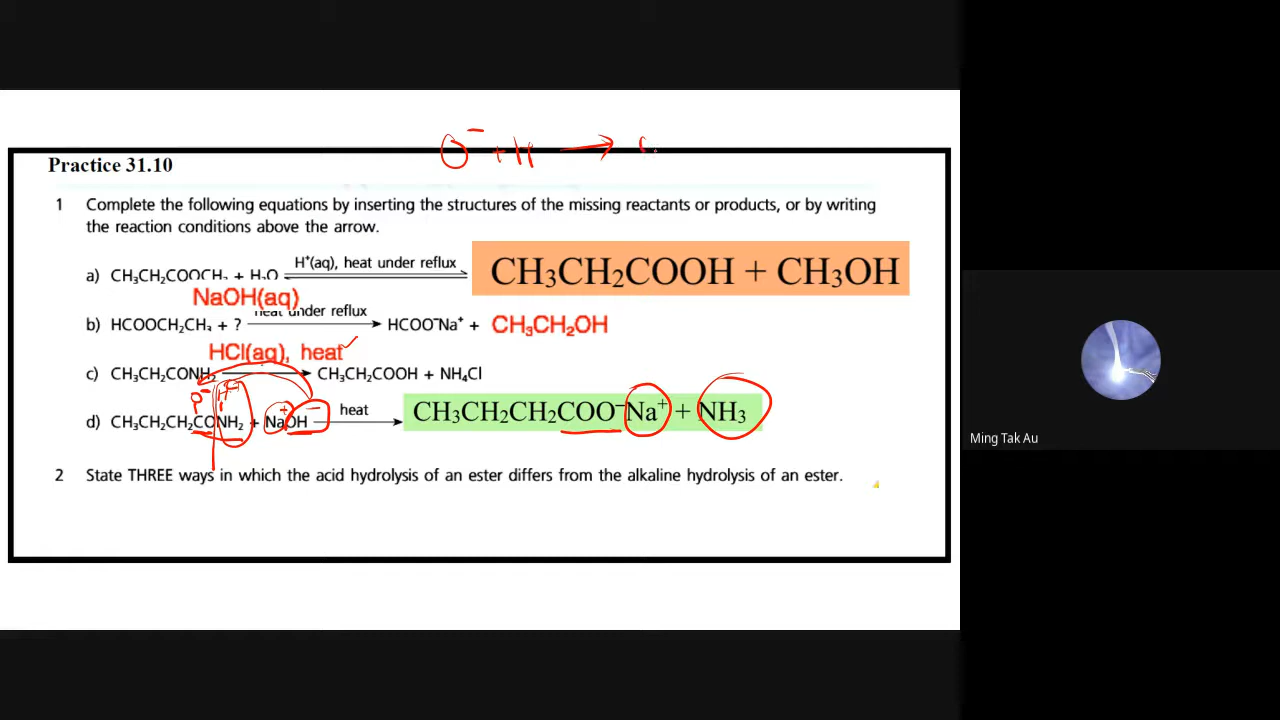 O⁻ + H →
Practice 31.10
1 Complete the following equations by inserting the structures of the missing reactants or products, or by writing
the reaction conditions above the arrow.
a) CH₃CH₂COOCH₃ + H₂O H⁺(aq), heat under reflux CH₃CH₂COOH + CH₃OH
NaOH(aq)
b) HCOOCH₂CH₃ + ? heat under reflux HCOO⁻Na⁺ + CH₃CH₂OH
HCl(aq), heat
c) CH₃CH₂CONH₂ CH₃CH₂COOH + NH₄Cl
O⁻ H
d) CH₃CH₂CH₂CONH₂ + NaOH heat CH₃CH₂CH₂COO⁻Na⁺ + NH₃
2 State THREE ways in which the acid hydrolysis of an ester differs from the alkaline hydrolysis of an ester.
Ming Tak Au